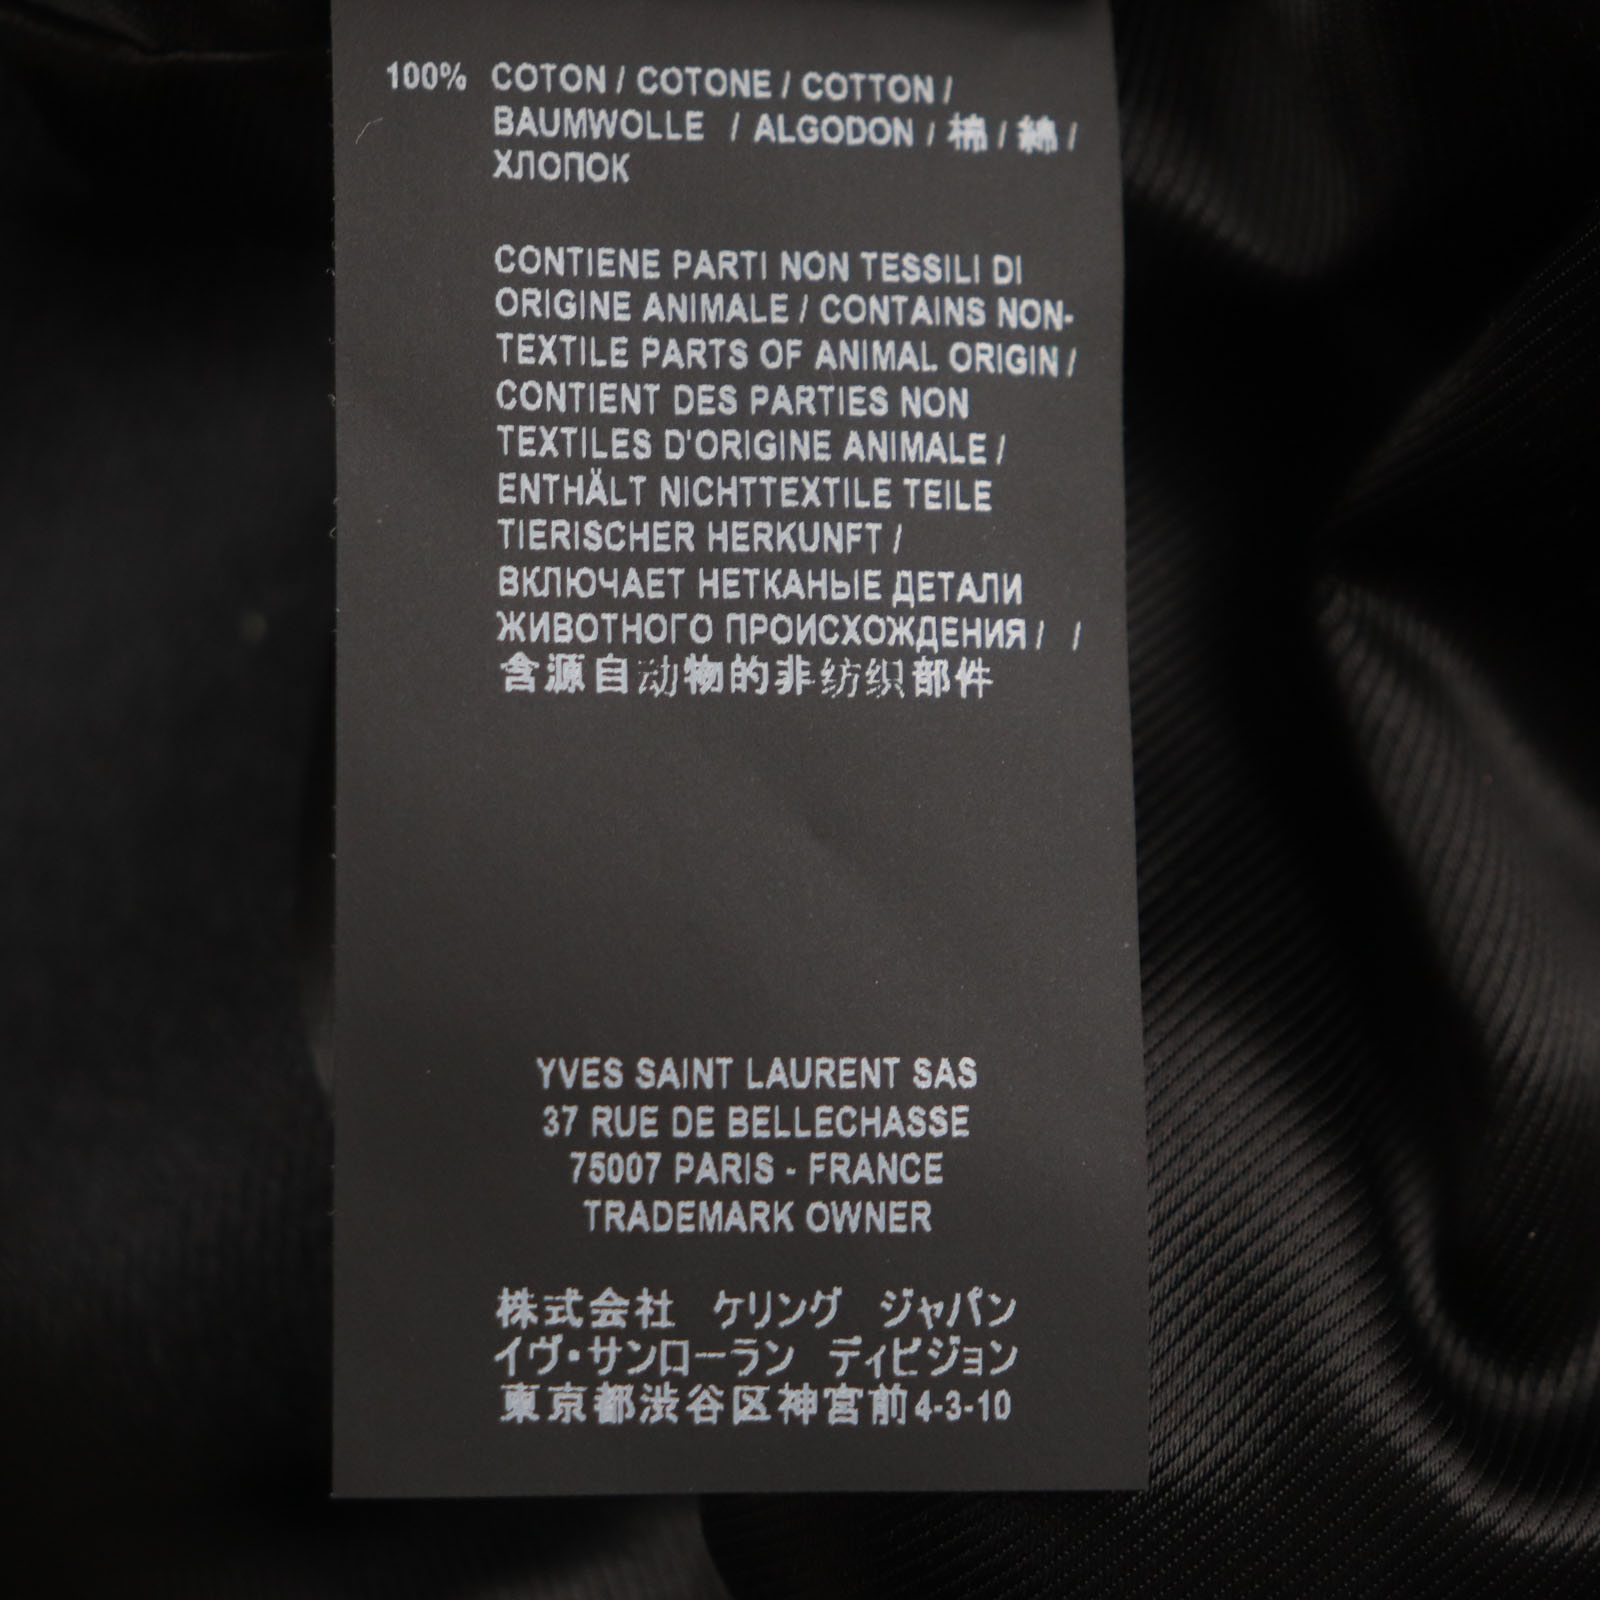 100% COTON / COTONE / COTTON /
BAUMWOLLE / ALGODON / 棉 / 綿 /
ХЛОПОК
CONTIENE PARTI NON TESSILI DI
ORIGINE ANIMALE / CONTAINS NON-
TEXTILE PARTS OF ANIMAL ORIGIN /
CONTIENT DES PARTIES NON
TEXTILES D'ORIGINE ANIMALE /
ENTHÄLT NICHTTEXTILE TEILE
TIERISCHER HERKUNFT /
ВКЛЮЧАЕТ НЕТКАНЫЕ ДЕТАЛИ
ЖИВОТНОГО ПРОИСХОЖДЕНИЯ / /
含源自动物的非纺织部件
YVES SAINT LAURENT SAS
37 RUE DE BELLECHASSE
75007 PARIS - FRANCE
TRADEMARK OWNER
株式会社 ケリング ジャパン
イヴ・サンローラン ディビジョン
東京都渋谷区神宮前4-3-10